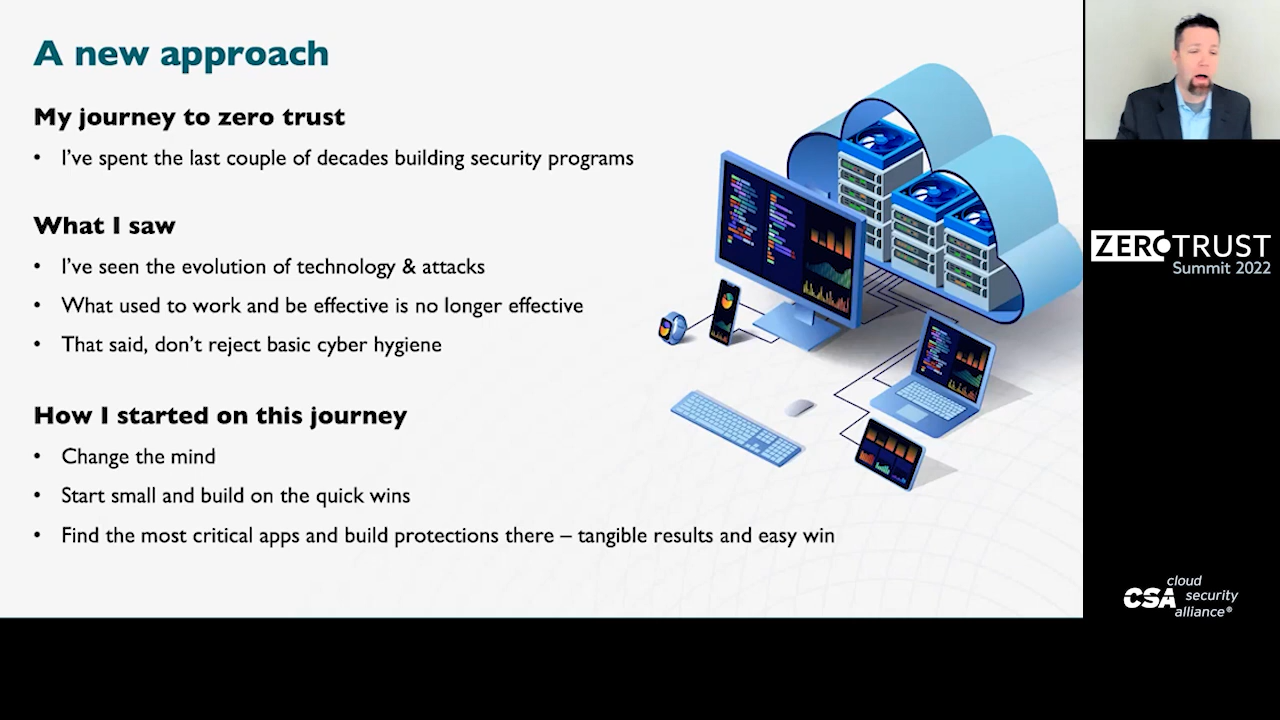 A new approach
My journey to zero trust
• I've spent the last couple of decades building security programs
What I saw
• I've seen the evolution of technology & attacks
• What used to work and be effective is no longer effective
• That said, don't reject basic cyber hygiene
How I started on this journey
• Change the mind
• Start small and build on the quick wins
• Find the most critical apps and build protections there – tangible results and easy win
ZEROTRUST
Summit 2022
CSA cloud
security
alliance®